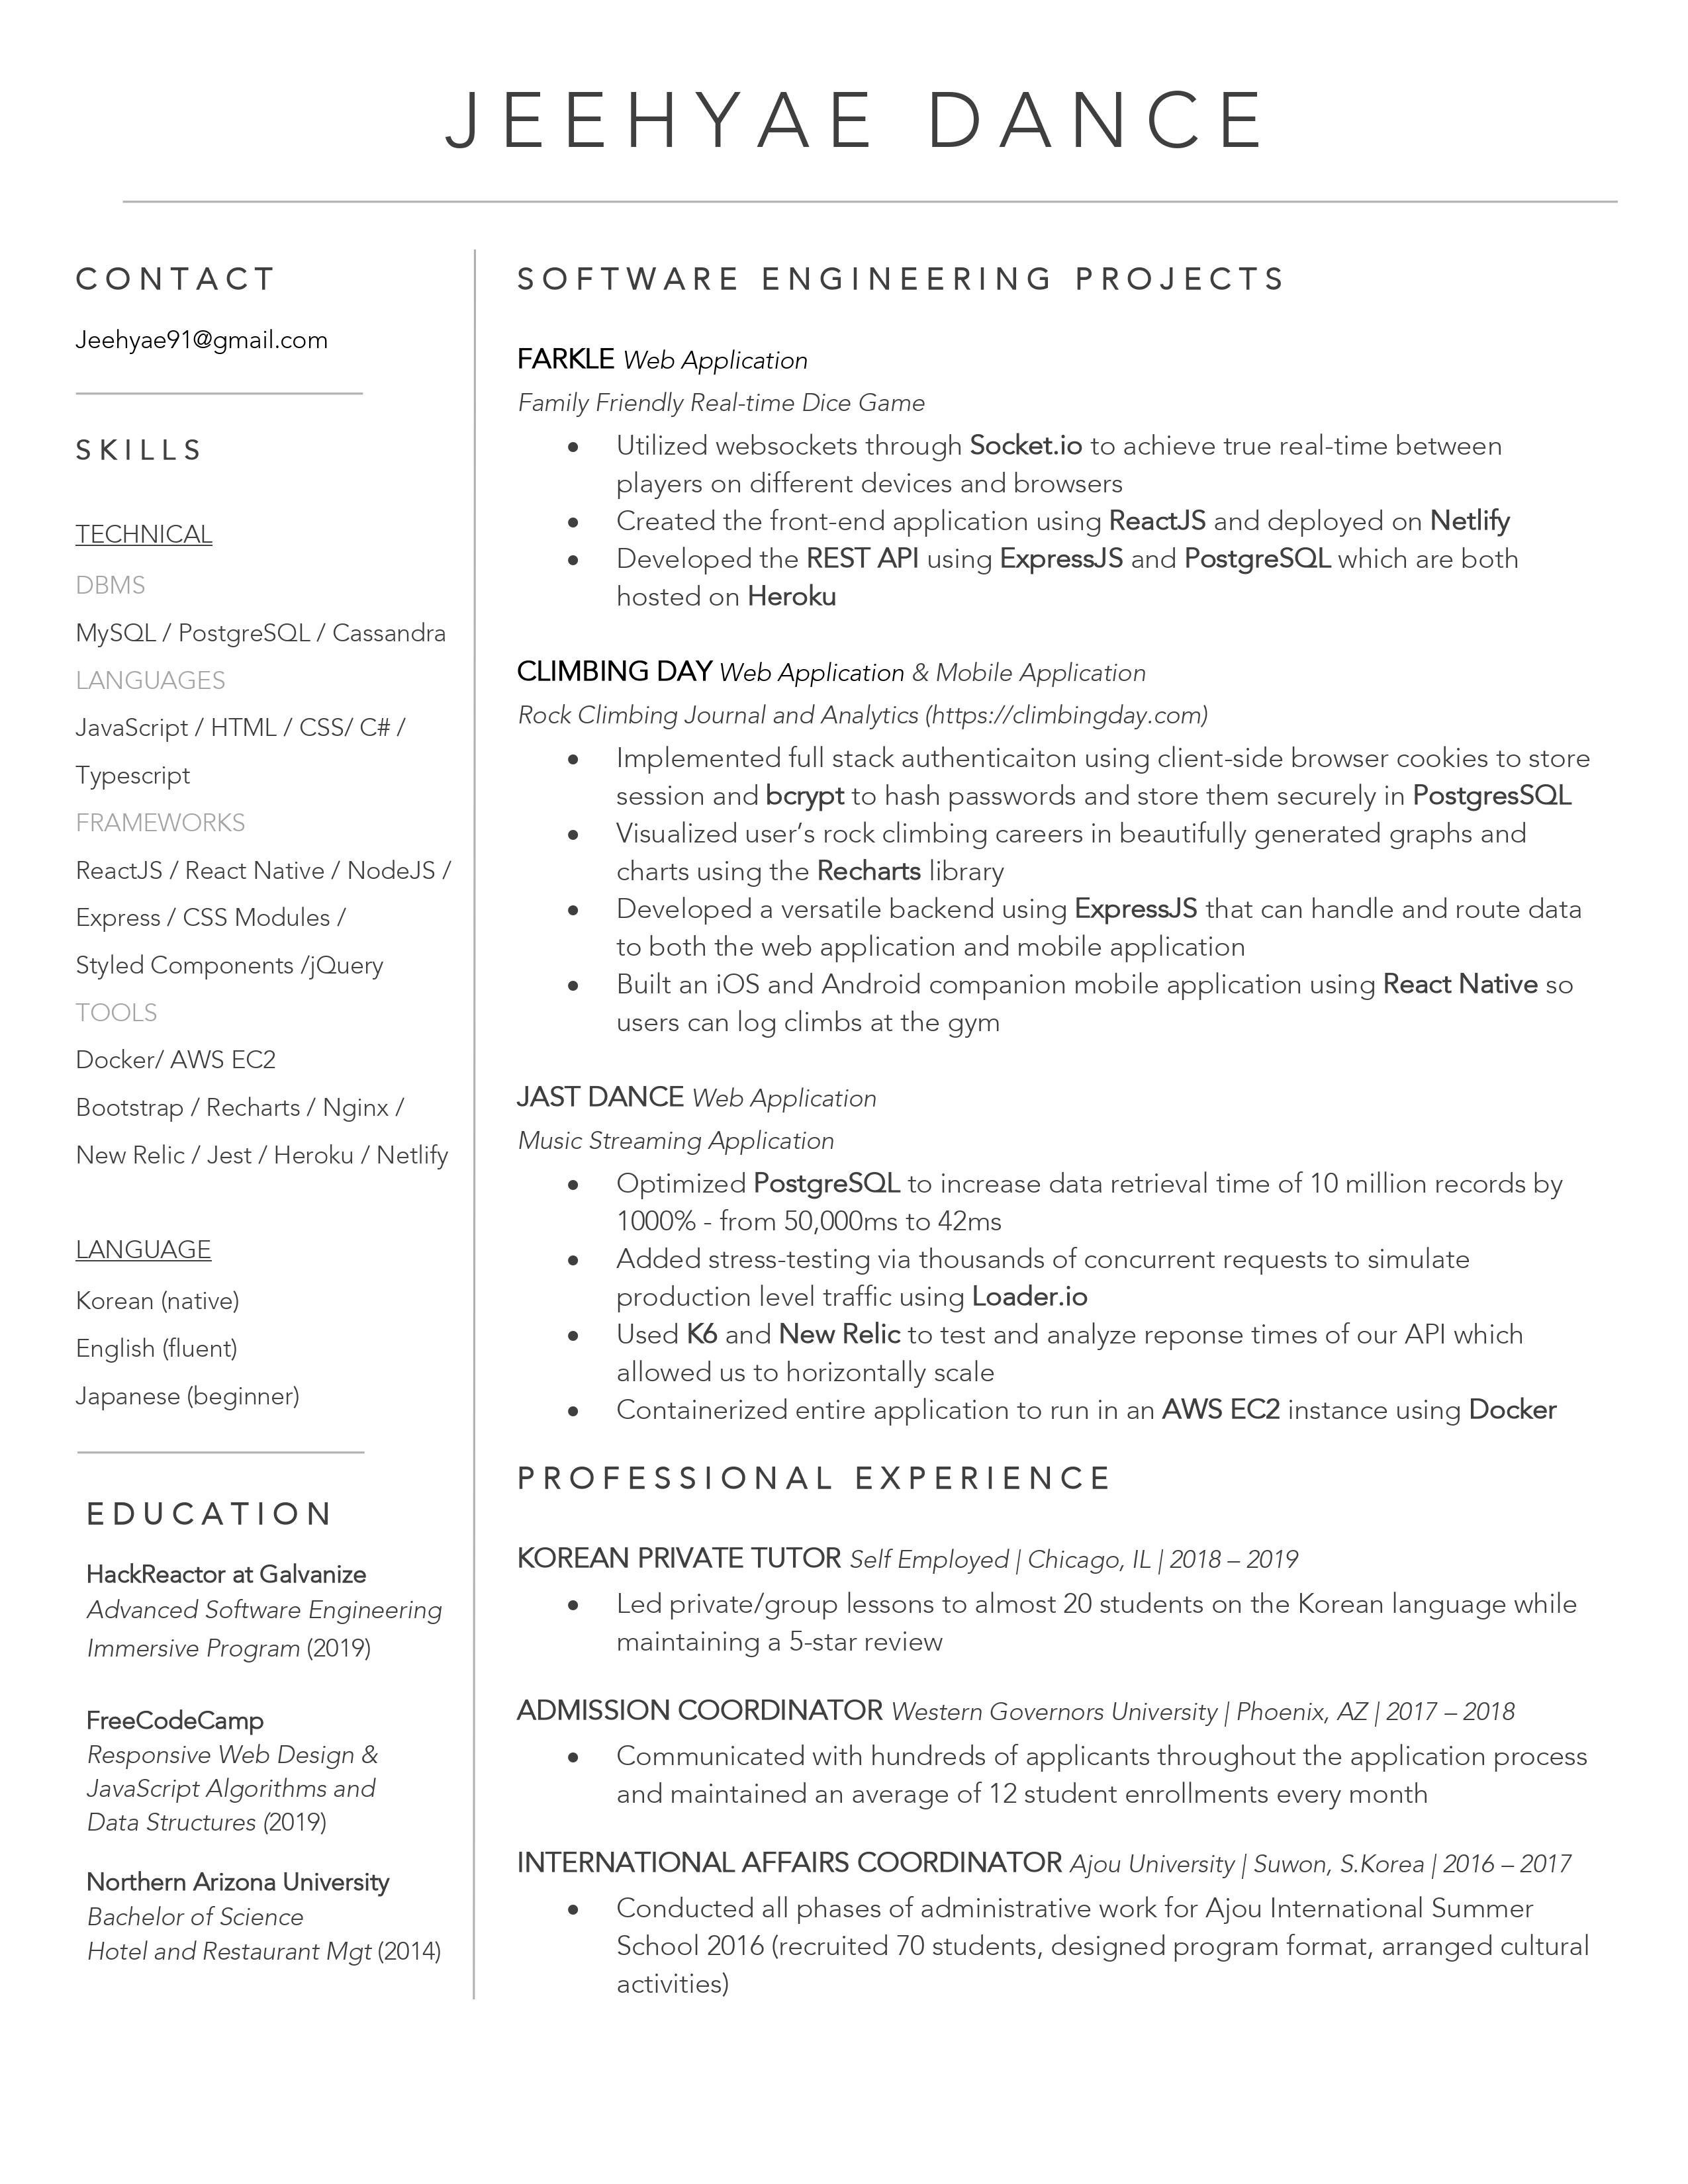 JEEHYAE DANCE
CONTACT
Jeehyae91@gmail.com
SKILLS
TECHNICAL
DBMS
MySQL / PostgreSQL / Cassandra
LANGUAGES
JavaScript / HTML / CSS/ C# /
Typescript
FRAMEWORKS
ReactJS / React Native / NodeJS /
Express / CSS Modules /
Styled Components /jQuery
TOOLS
Docker/ AWS EC2
Bootstrap / Recharts / Nginx /
New Relic / Jest / Heroku / Netlify
LANGUAGE
Korean (native)
English (fluent)
Japanese (beginner)
EDUCATION
HackReactor at Galvanize
Advanced Software Engineering
Immersive Program (2019)
FreeCodeCamp
Responsive Web Design &
JavaScript Algorithms and
Data Structures (2019)
Northern Arizona University
Bachelor of Science
Hotel and Restaurant Mgt (2014)
SOFTWARE ENGINEERING PROJECTS
FARKLE Web Application
Family Friendly Real-time Dice Game
• Utilized websockets through Socket.io to achieve true real-time between
players on different devices and browsers
• Created the front-end application using ReactJS and deployed on Netlify
• Developed the REST API using ExpressJS and PostgreSQL which are both
hosted on Heroku
CLIMBING DAY Web Application & Mobile Application
Rock Climbing Journal and Analytics (https://climbingday.com)
• Implemented full stack authenticaiton using client-side browser cookies to store
session and bcrypt to hash passwords and store them securely in PostgresSQL
• Visualized user’s rock climbing careers in beautifully generated graphs and
charts using the Recharts library
• Developed a versatile backend using ExpressJS that can handle and route data
to both the web application and mobile application
• Built an iOS and Android companion mobile application using React Native so
users can log climbs at the gym
JAST DANCE Web Application
Music Streaming Application
• Optimized PostgreSQL to increase data retrieval time of 10 million records by
1000% - from 50,000ms to 42ms
• Added stress-testing via thousands of concurrent requests to simulate
production level traffic using Loader.io
• Used K6 and New Relic to test and analyze reponse times of our API which
allowed us to horizontally scale
• Containerized entire application to run in an AWS EC2 instance using Docker
PROFESSIONAL EXPERIENCE
KOREAN PRIVATE TUTOR Self Employed | Chicago, IL | 2018 – 2019
• Led private/group lessons to almost 20 students on the Korean language while
maintaining a 5-star review
ADMISSION COORDINATOR Western Governors University | Phoenix, AZ | 2017 – 2018
• Communicated with hundreds of applicants throughout the application process
and maintained an average of 12 student enrollments every month
INTERNATIONAL AFFAIRS COORDINATOR Ajou University | Suwon, S.Korea | 2016 – 2017
• Conducted all phases of administrative work for Ajou International Summer
School 2016 (recruited 70 students, designed program format, arranged cultural
activities)